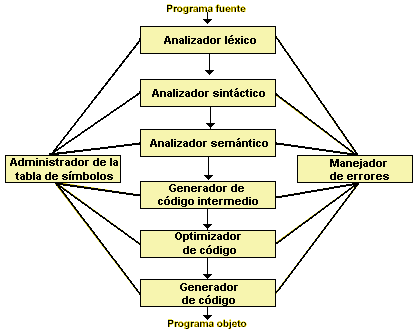 Programa fuente
Analizador léxico
Analizador sintáctico
Analizador semántico
Administrador de la
tabla de símbolos
Manejador
de errores
Generador de
código intermedio
Optimizador
de código
Generador
de código
Programa objeto